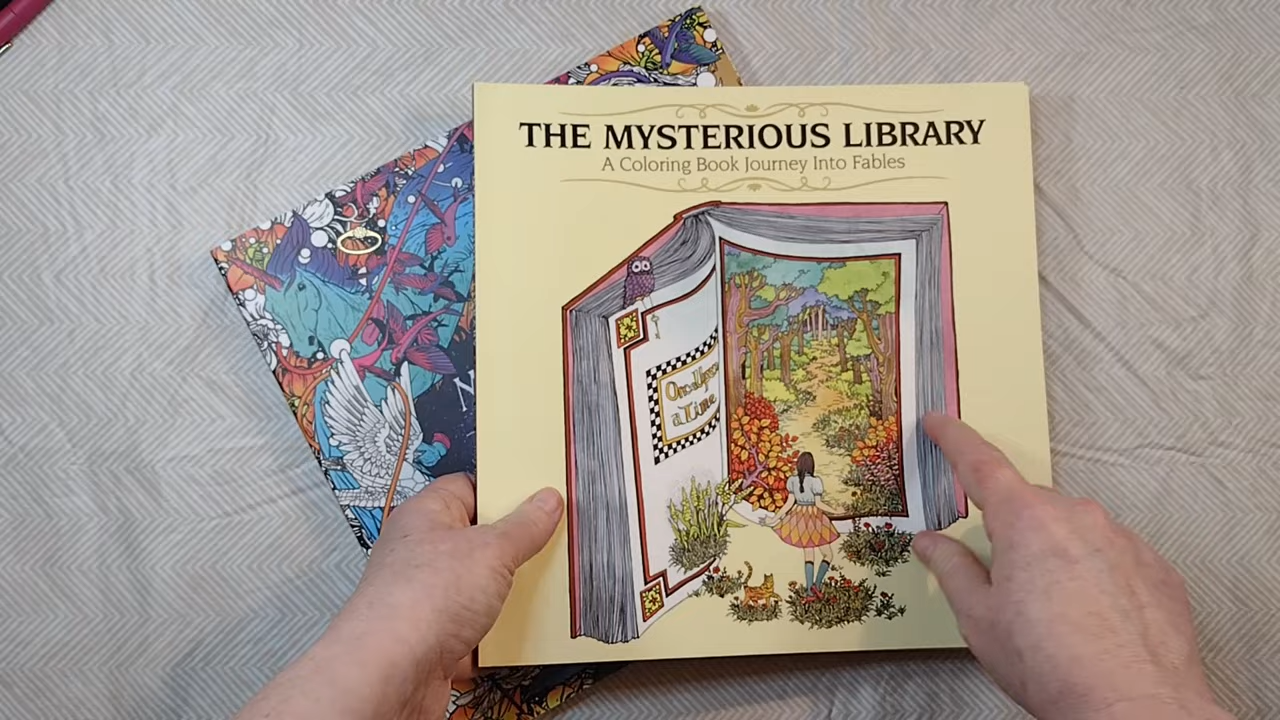 THE MYSTERIOUS LIBRARY
A Coloring Book Journey Into Fables
Once Upon
a Time